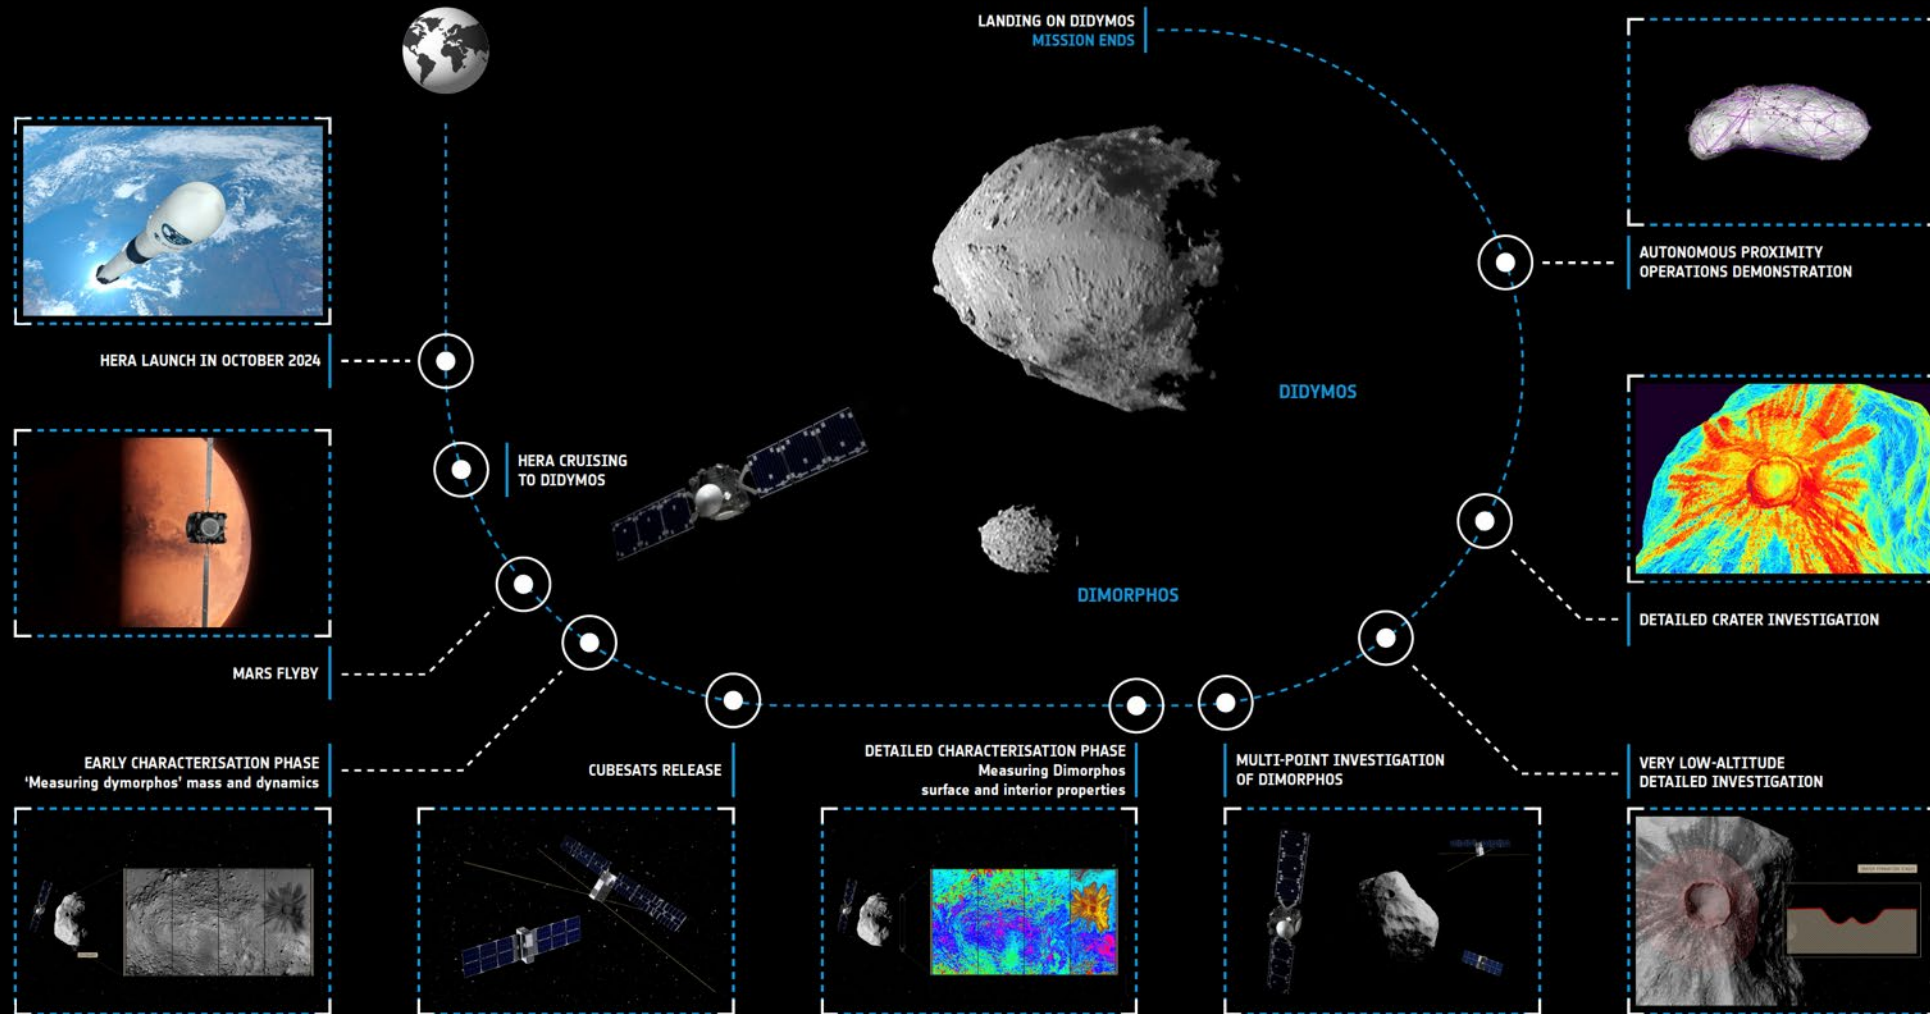 LANDING ON DIDYMOS
MISSION ENDS
HERA LAUNCH IN OCTOBER 2024
HERA CRUISING
TO DIDYMOS
MARS FLYBY
EARLY CHARACTERISATION PHASE
'Measuring dymorphos' mass and dynamics
CUBESATS RELEASE
DETAILED CHARACTERISATION PHASE
Measuring Dimorphos
surface and interior properties
MULTI-POINT INVESTIGATION
OF DIMORPHOS
VERY LOW-ALTITUDE
DETAILED INVESTIGATION
DETAILED CRATER INVESTIGATION
AUTONOMOUS PROXIMITY
OPERATIONS DEMONSTRATION
DIDYMOS
DIMORPHOS